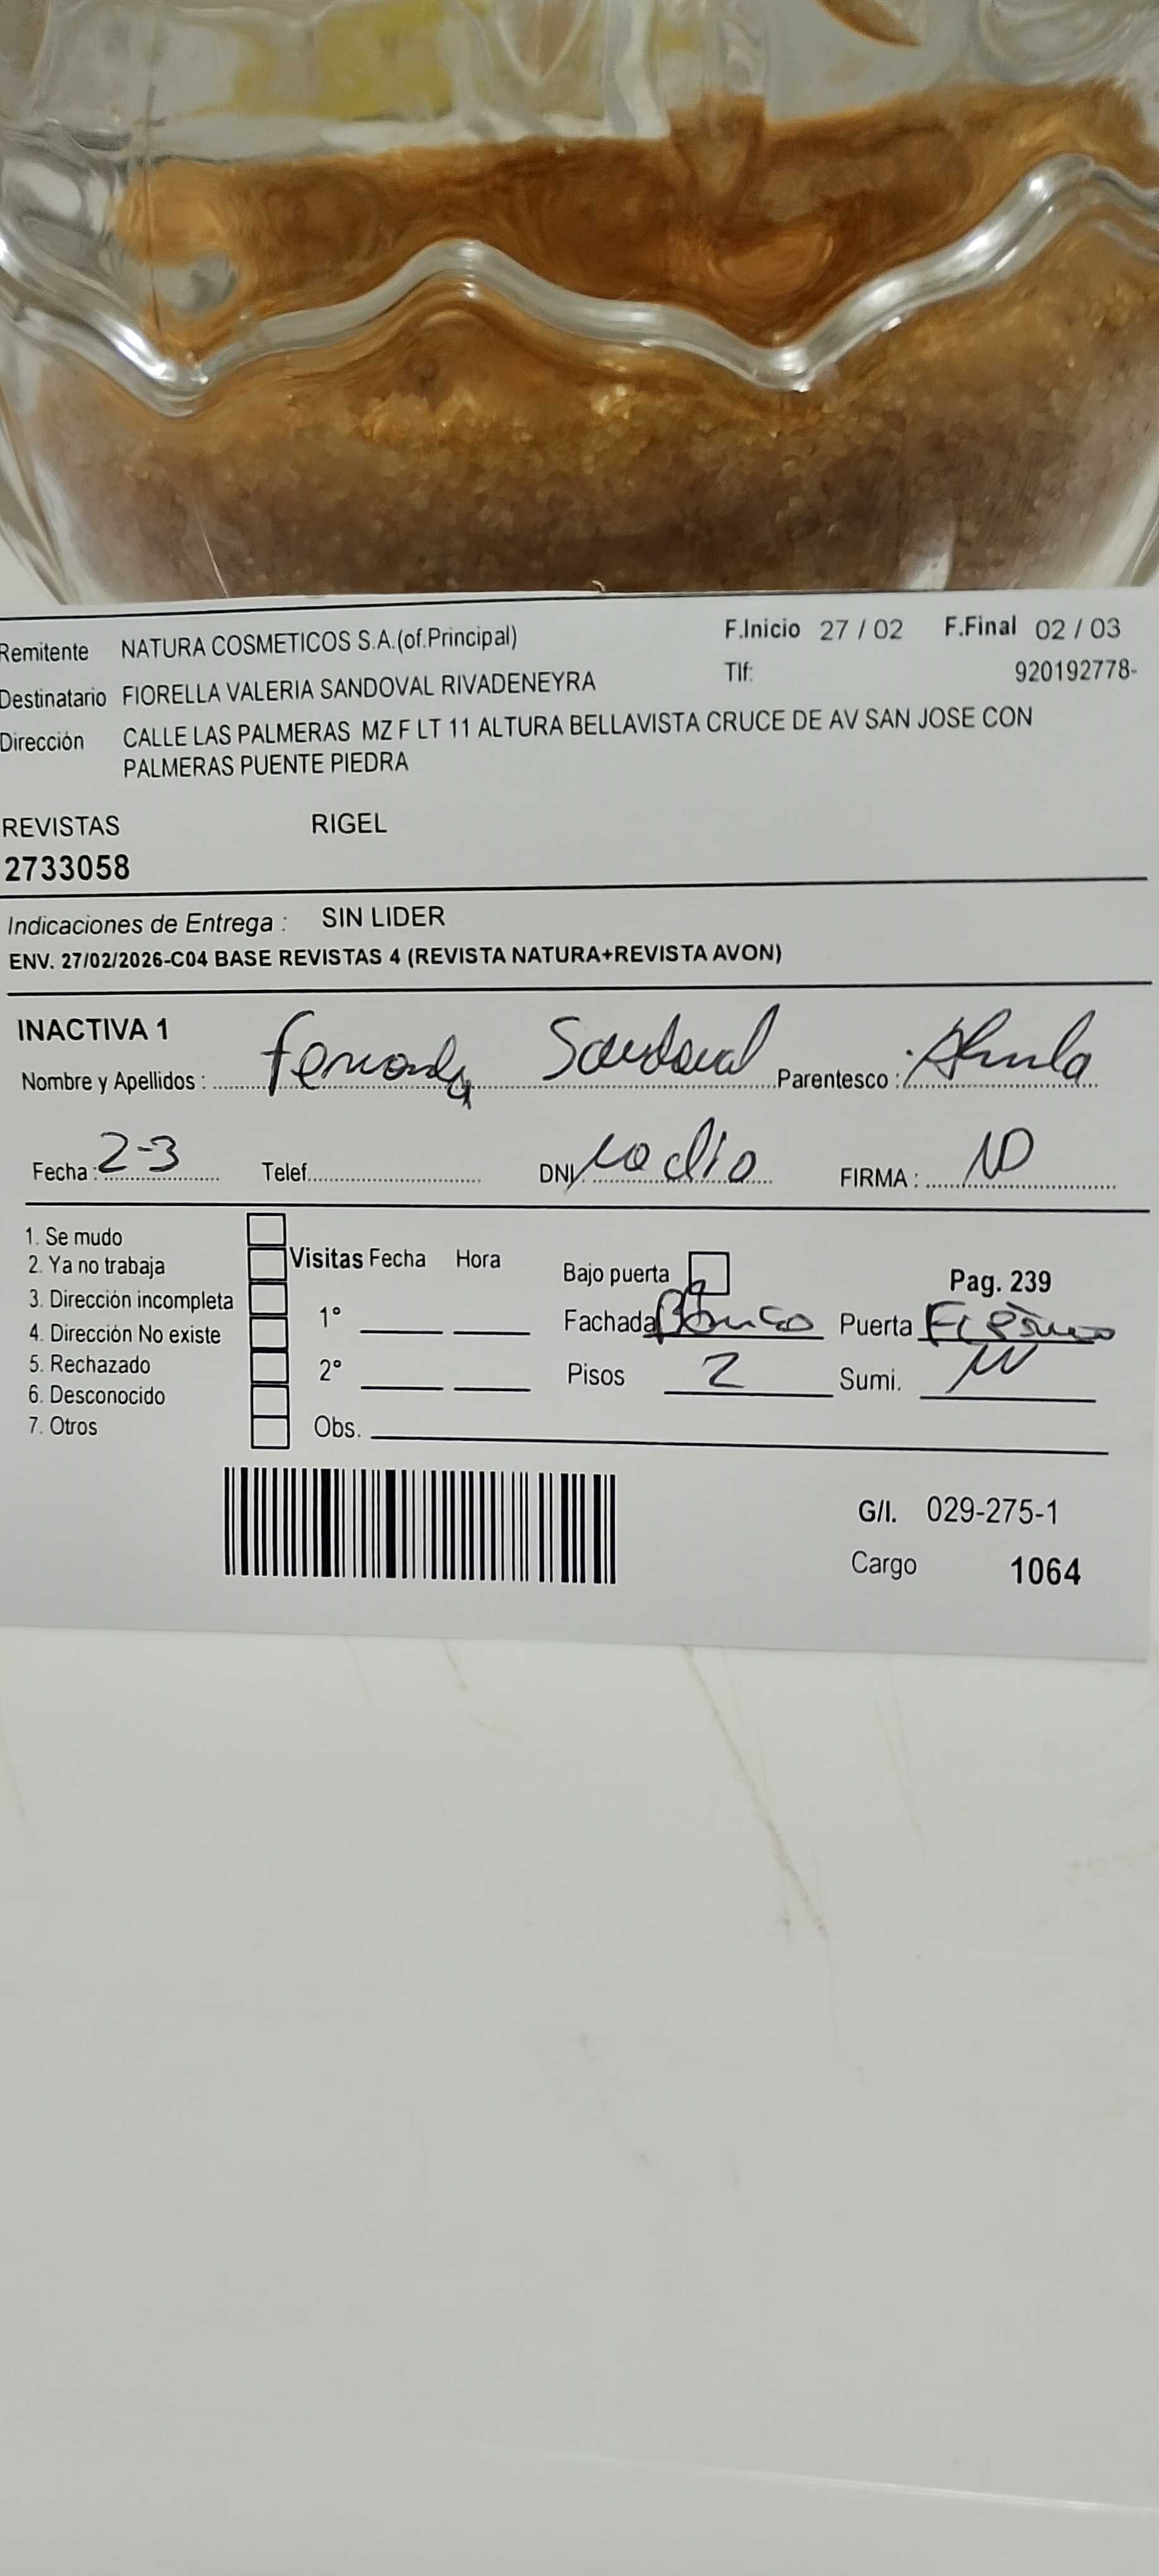 Remitente NATURA COSMETICOS S.A.(of.Principal) F.Inicio 27 / 02 F.Final 02 / 03
Destinatario FIORELLA VALERIA SANDOVAL RIVADENEYRA Tlf: 920192778-
Dirección CALLE LAS PALMERAS MZ F LT 11 ALTURA BELLAVISTA CRUCE DE AV SAN JOSE CON
PALMERAS PUENTE PIEDRA
REVISTAS RIGEL
2733058
Indicaciones de Entrega : SIN LIDER
ENV. 27/02/2026-C04 BASE REVISTAS 4 (REVISTA NATURA+REVISTA AVON)
INACTIVA 1
Nombre y Apellidos : Fernanda Sandoval Parentesco :
Fecha : 2-3 Telef. DNI no dio FIRMA :
1. Se mudo
2. Ya no trabaja Visitas Fecha Hora Bajo puerta Pag. 239
3. Dirección incompleta 1° Fachada Blanco Puerta
4. Dirección No existe
5. Rechazado 2° Pisos 2 Sumi.
6. Desconocido
7. Otros Obs.
G/I. 029-275-1
Cargo 1064